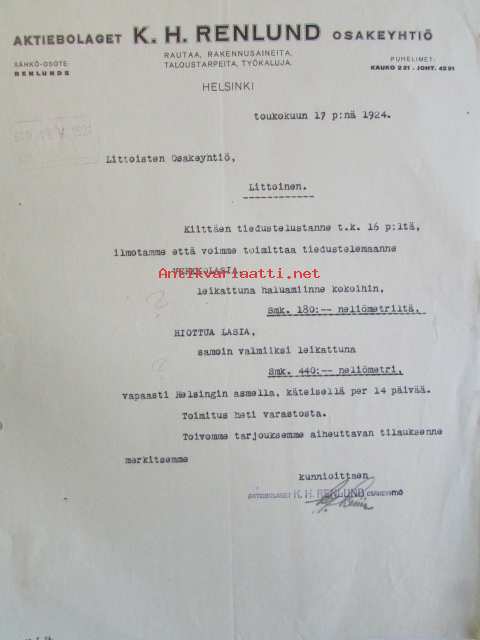 AKTIEBOLAGET K. H. RENLUND OSAKEYHTIÖ
RAUTAA, RAKENNUSAINEITA,
TALOUSTARPEITA, TYÖKALUJA.
SÄHKÖ-OSOTE:
RENLUNDS
PUHELIMET:
KAUKO 221 - JOHT. 4291
HELSINKI
toukokuun 17 p:nä 1924.
Littoisten Osakeyhtiö,
Littoinen.
Kiittäen tiedustelustanne t.k. 16 p:ltä,
ilmotamme että voimme toimittaa tiedustelemaanne
Antikvariaatti.net
leikattuna haluamiinne kokoihin,
Smk. 180:-- neliömetriltä,
HIOTTUA LASIA,
samoin valmiiksi leikattuna
Smk. 440:-- neliömetri,
vapaasti Helsingin asmella, käteisellä per 14 päivää.
Toimitus heti varastosta.
Toivomme tarjouksemme aiheuttavan tilauksenne
merkitsemme
kunnioittaen
AKTIEBOLAGET K. H. RENLUND OSAKEYHTIÖ